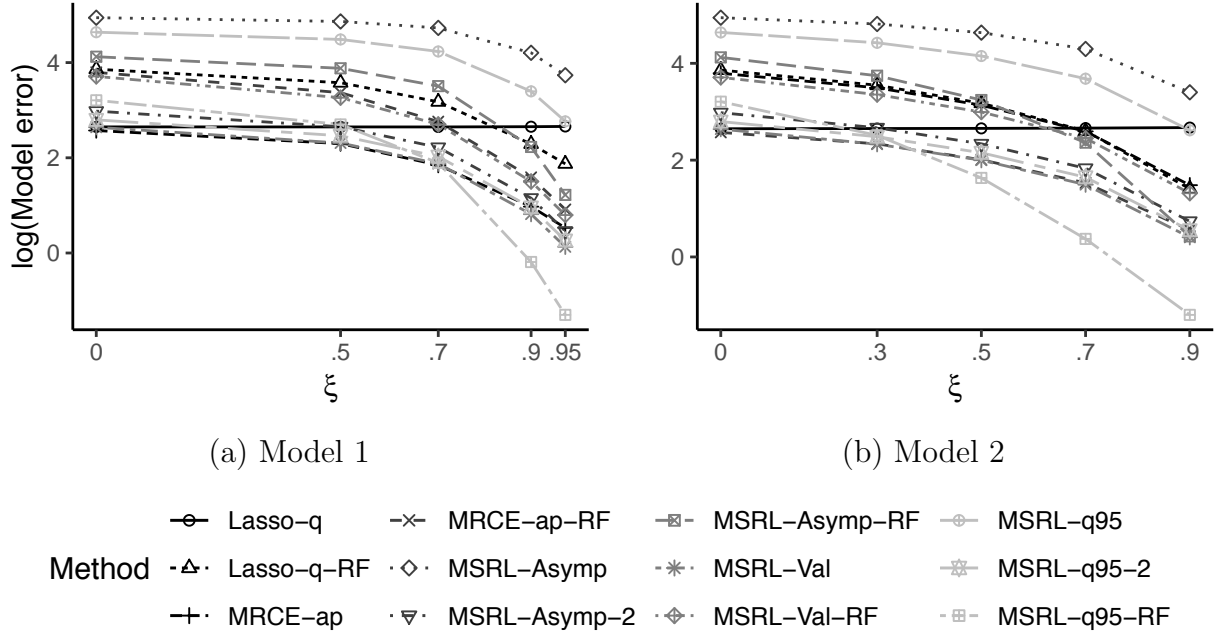 log(Model error)
4
2
0
0
.5
.7
.9
.95
ξ
4
2
0
0
.3
.5
.7
.9
ξ
(a) Model 1
(b) Model 2
Method
Lasso−q
Lasso−q−RF
MRCE−ap
MRCE−ap−RF
MSRL−Asymp
MSRL−Asymp−2
MSRL−Asymp−RF
MSRL−Val
MSRL−Val−RF
MSRL−q95
MSRL−q95−2
MSRL−q95−RF